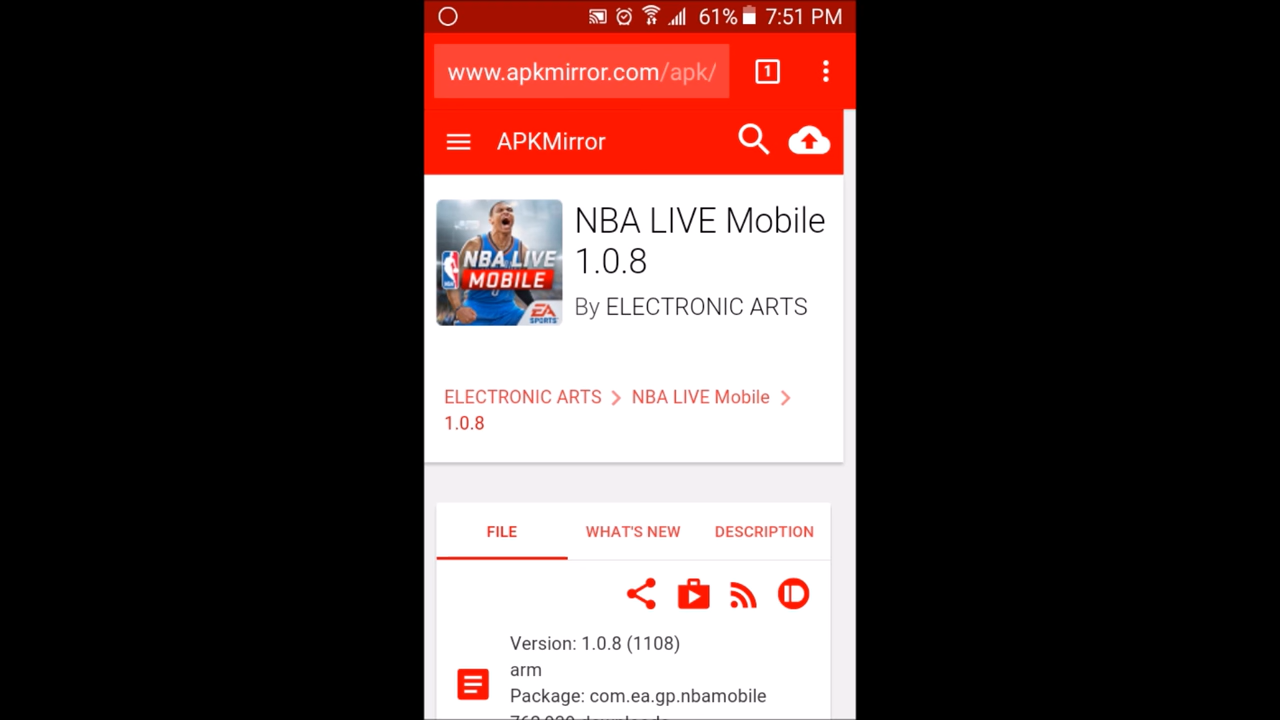 61% 7:51 PM
www.apkmirror.com/apk/
1
APKMirror
NBA LIVE
MOBILE
EA
SPORTS
NBA LIVE Mobile
1.0.8
By ELECTRONIC ARTS
ELECTRONIC ARTS > NBA LIVE Mobile >
1.0.8
FILE WHAT'S NEW DESCRIPTION
Version: 1.0.8 (1108)
arm
Package: com.ea.gp.nbamobile